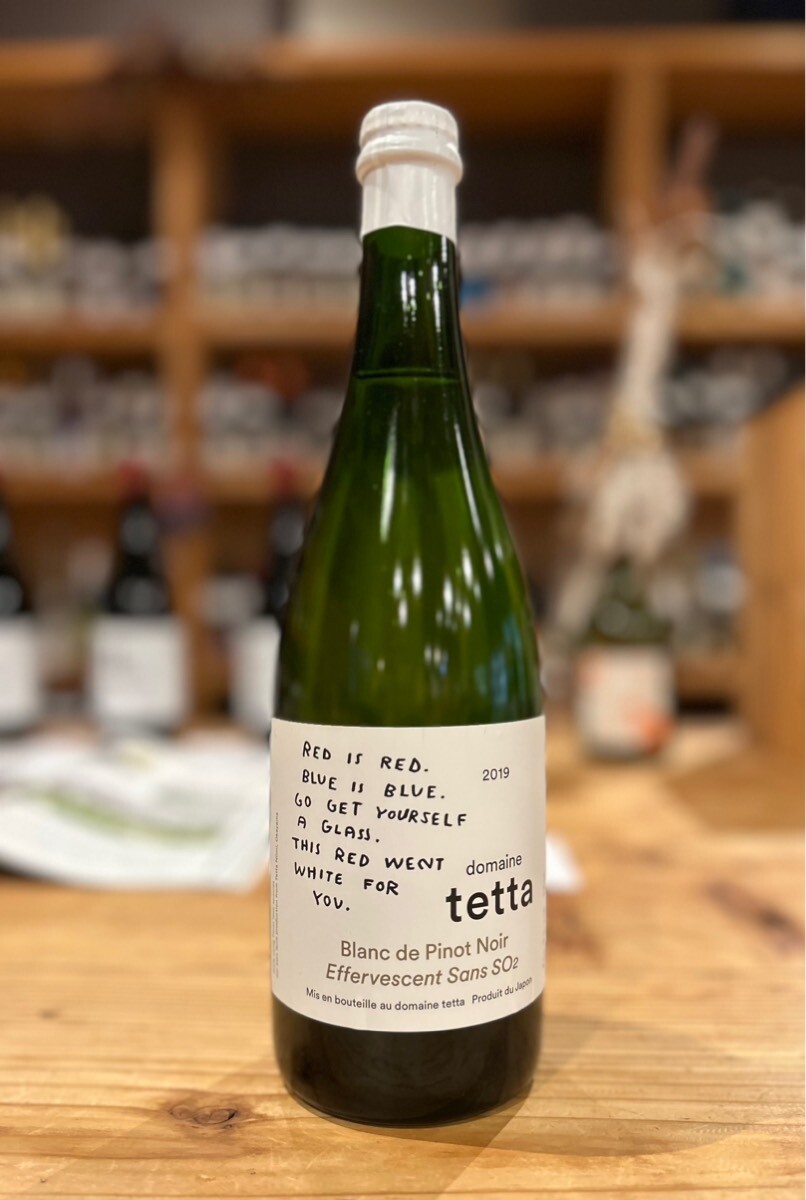 RED IS RED.
BLUE IS BLUE.
GO GET YOURSELF
A GLASS.
THIS RED WENT
WHITE FOR
YOU.
2019
domaine
tetta
Blanc de Pinot Noir
Effervescent Sans SO2
Mis en bouteille au domaine tetta Produit du Japon